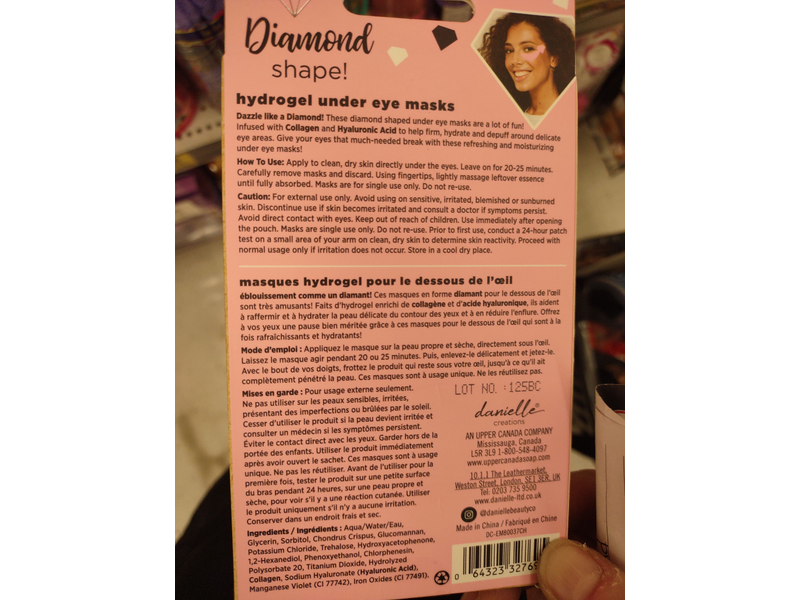 Diamond
shape!
hydrogel under eye masks
Dazzle like a Diamond! These diamond shaped under eye masks are a lot of fun!
Infused with Collagen and Hyaluronic Acid to help firm, hydrate and depuff around delicate
eye areas. Give your eyes that much-needed break with these refreshing and moisturizing
under eye masks!
How To Use: Apply to clean, dry skin directly under the eyes. Leave on for 20-25 minutes.
Carefully remove masks and discard. Using fingertips, lightly massage leftover essence
until fully absorbed. Masks are for single use only. Do not re-use.
Caution: For external use only. Avoid using on sensitive, irritated, blemished or sunburned
skin. Discontinue use if skin becomes irritated and consult a doctor if symptoms persist.
Avoid direct contact with eyes. Keep out of reach of children. Use immediately after opening
the pouch. Masks are single use only. Do not re-use. Prior to first use, conduct a 24-hour patch
test on a small area of your arm on clean, dry skin to determine skin reactivity. Proceed with
normal usage only if irritation does not occur. Store in a cool dry place.
masques hydrogel pour le dessous de l'œil
éblouissement comme un diamant! Ces masques en forme diamant pour le dessous de l'œil
sont très amusants! Faits d'hydrogel enrichi de collagène et d'acide hyaluronique, ils aident
à raffermir et à hydrater la peau délicate du contour des yeux et à en réduire l'enflure. Offrez
à vos yeux une pause bien méritée grâce à ces masques pour le dessous de l'œil qui sont à la
fois rafraîchissants et hydratants!
Mode d'emploi : Appliquez le masque sur la peau propre et sèche, directement sous l'œil.
Laissez le masque agir pendant 20 ou 25 minutes. Puis, enlevez-le délicatement et jetez-le.
Avec le bout de vos doigts, frottez le produit qui reste sous votre œil, jusqu'à ce qu'il ait
complètement pénétré la peau. Ces masques sont à usage unique. Ne les réutilisez pas.
Mises en garde : Pour usage externe seulement.
Ne pas utiliser sur les peaux sensibles, irritées,
présentant des imperfections ou brûlées par le soleil.
Cesser d'utiliser le produit si la peau devient irritée et
consulter un médecin si les symptômes persistent.
Éviter le contact direct avec les yeux. Garder hors de la
portée des enfants. Utiliser le produit immédiatement
après avoir ouvert le sachet. Ces masques sont à usage
unique. Ne pas les réutiliser. Avant de l'utiliser pour la
première fois, tester le produit sur une petite surface
du bras pendant 24 heures, sur une peau propre et
sèche, pour voir s'il y a une réaction cutanée. Utiliser
le produit uniquement s'il n'y a aucune irritation.
Conserver dans un endroit frais et sec.
Ingredients / Ingrédients : Aqua/Water/Eau,
Glycerin, Sorbitol, Chondrus Crispus, Glucomannan,
Potassium Chloride, Trehalose, Hydroxyacetophenone,
1,2-Hexanediol, Phenoxyethanol, Chlorphenesin,
Polysorbate 20, Titanium Dioxide, Hydrolyzed
Collagen, Sodium Hyaluronate (Hyaluronic Acid),
Manganese Violet (CI 77742), Iron Oxides (CI 77491).
LOT NO. : 125BC
danielle®
creations
AN UPPER CANADA COMPANY
Mississauga, Canada
L5R 3L9 1-800-548-4097
www.uppercanadasoap.com
10.1.1 The Leathermarket,
Weston Street, London, SE1 3ER, UK
Tel: 0203 735 9500
www.danielle-ltd.co.uk
@daniellebeautyco
Made in China / Fabriqué en Chine
DC-EM80037CH
0 64323 3276